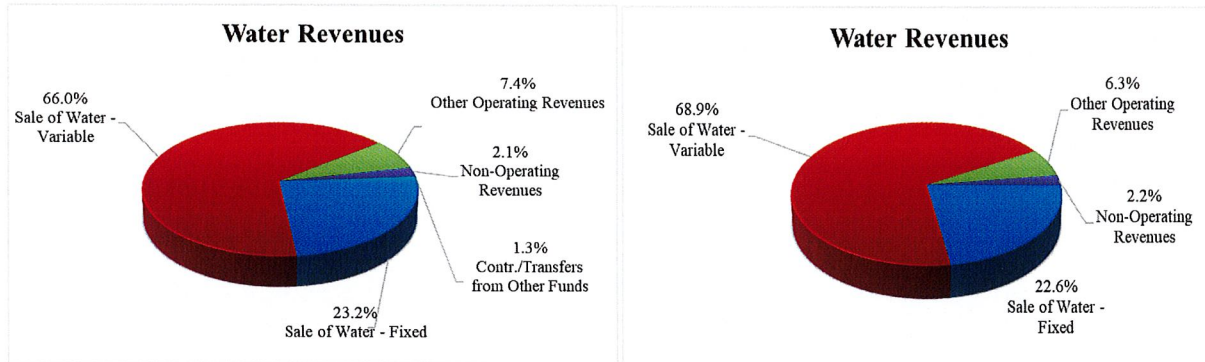 Water Revenues
7.4%
Other Operating Revenues
66.0%
Sale of Water -
Variable
2.1%
Non-Operating
Revenues
1.3%
Contr./Transfers
from Other Funds
23.2%
Sale of Water - Fixed
Water Revenues
6.3%
Other Operating
Revenues
68.9%
Sale of Water -
Variable
2.2%
Non-Operating
Revenues
22.6%
Sale of Water -
Fixed